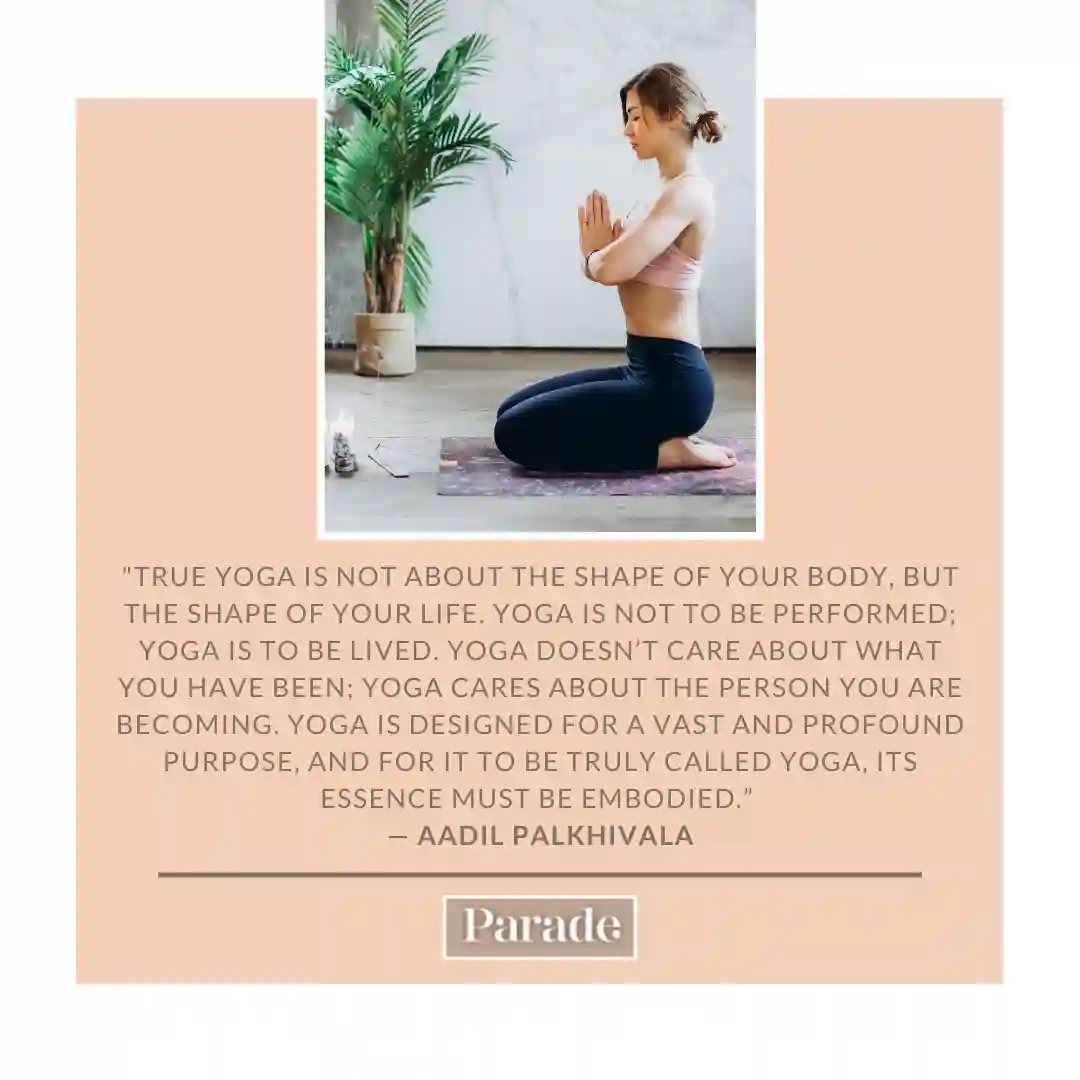 "TRUE YOGA IS NOT ABOUT THE SHAPE OF YOUR BODY, BUT
THE SHAPE OF YOUR LIFE. YOGA IS NOT TO BE PERFORMED;
YOGA IS TO BE LIVED. YOGA DOESN’T CARE ABOUT WHAT
YOU HAVE BEEN; YOGA CARES ABOUT THE PERSON YOU ARE
BECOMING. YOGA IS DESIGNED FOR A VAST AND PROFOUND
PURPOSE, AND FOR IT TO BE TRULY CALLED YOGA, ITS
ESSENCE MUST BE EMBODIED.”
— AADIL PALKHIVALA
Parade